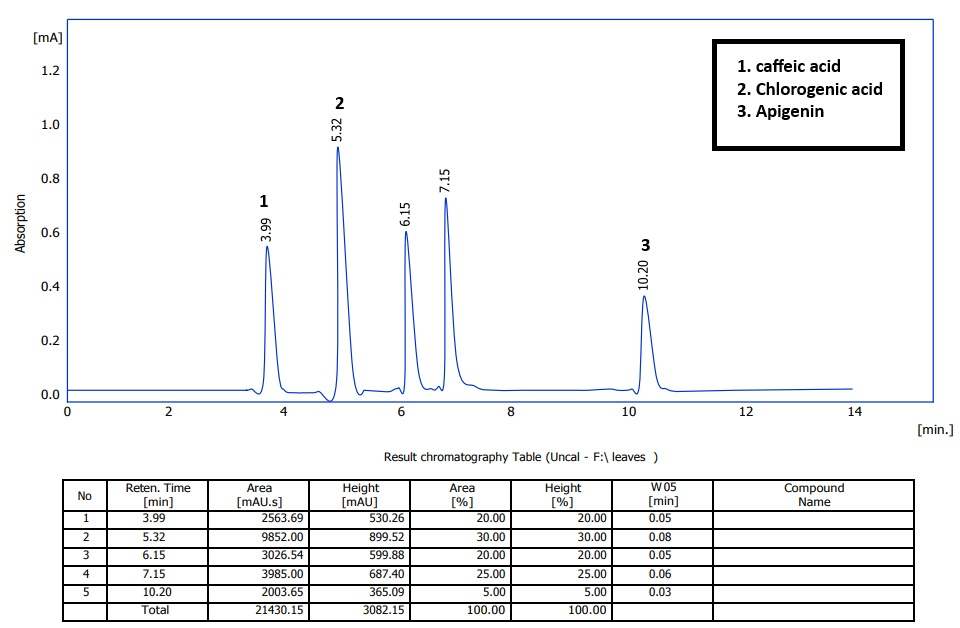 [mA]
1.2
1.0
0.8
0.6
0.4
0.2
0.0
Absorption
1
3.99
2
5.32
6.15
7.15
3
10.20
1. caffeic acid
2. Chlorogenic acid
3. Apigenin
0 2 4 6 8 10 12 14
[min.]
Result chromatography Table (Uncal - F:\ leaves )
No Reten. Time [min] Area [mAU.s] Height [mAU] Area [%] Height [%] W05 [min] Compound Name
1 3.99 2563.69 530.26 20.00 20.00 0.05
2 5.32 9852.00 899.52 30.00 30.00 0.08
3 6.15 3026.54 599.88 20.00 20.00 0.05
4 7.15 3985.00 687.40 25.00 25.00 0.06
5 10.20 2003.65 365.09 5.00 5.00 0.03
Total 21430.15 3082.15 100.00 100.00